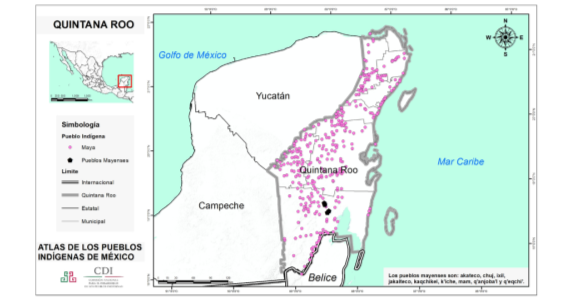 QUINTANA ROO
Golfo de México
Yucatán
Quintana Roo
Campeche
Belice
Mar Caribe
N
W
E
S
Simbología
Pueblo Indígena
Maya
Pueblos Mayenses
Límite
Internacional
Quintana Roo
Estatal
Municipal
ATLAS DE LOS PUEBLOS
INDÍGENAS DE MÉXICO
CDI
Los pueblos mayenses son: akateco, chuj, ixil,
jakalteco, kaqchikel, k'iche, mam, q'anjoba'l y q'eqchi'.